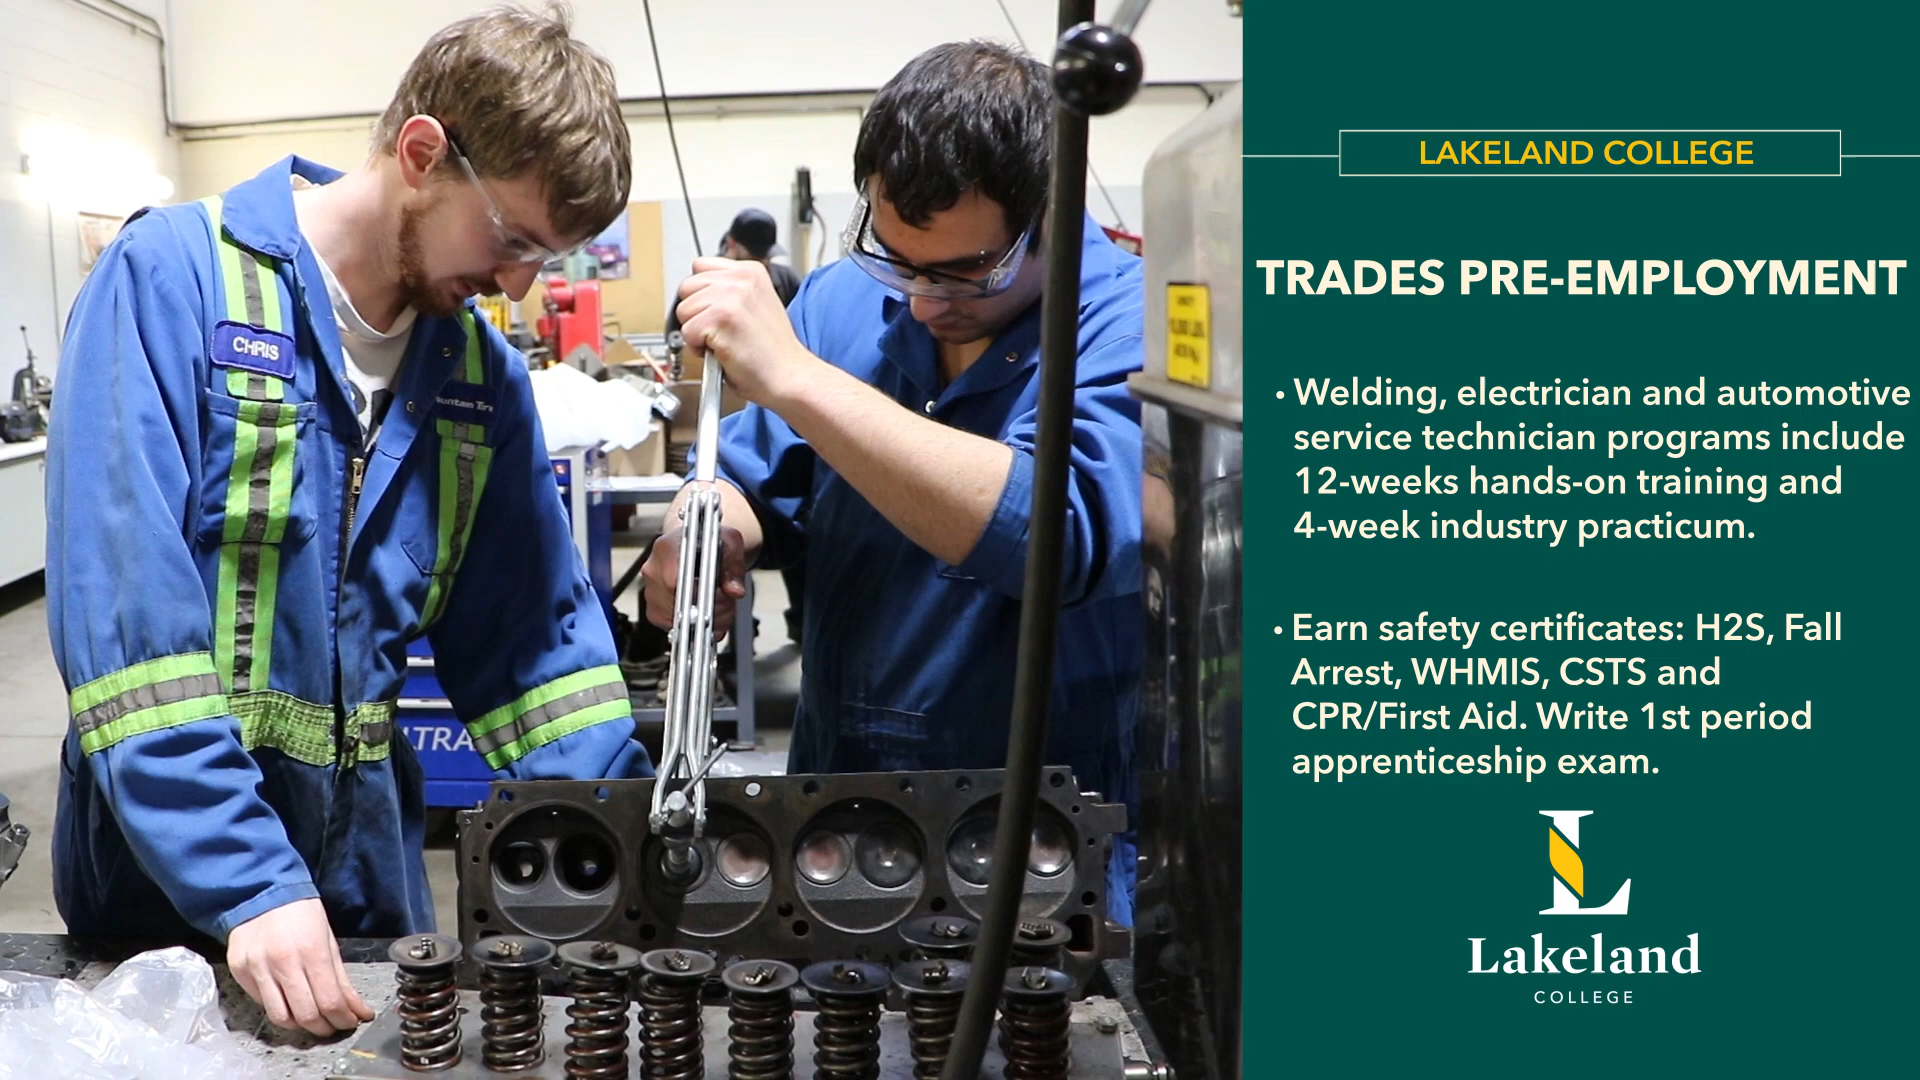 LAKELAND COLLEGE
TRADES PRE-EMPLOYMENT
• Welding, electrician and automotive
service technician programs include
12-weeks hands-on training and
4-week industry practicum.
• Earn safety certificates: H2S, Fall
Arrest, WHMIS, CSTS and
CPR/First Aid. Write 1st period
apprenticeship exam.
Lakeland
COLLEGE
CHRIS